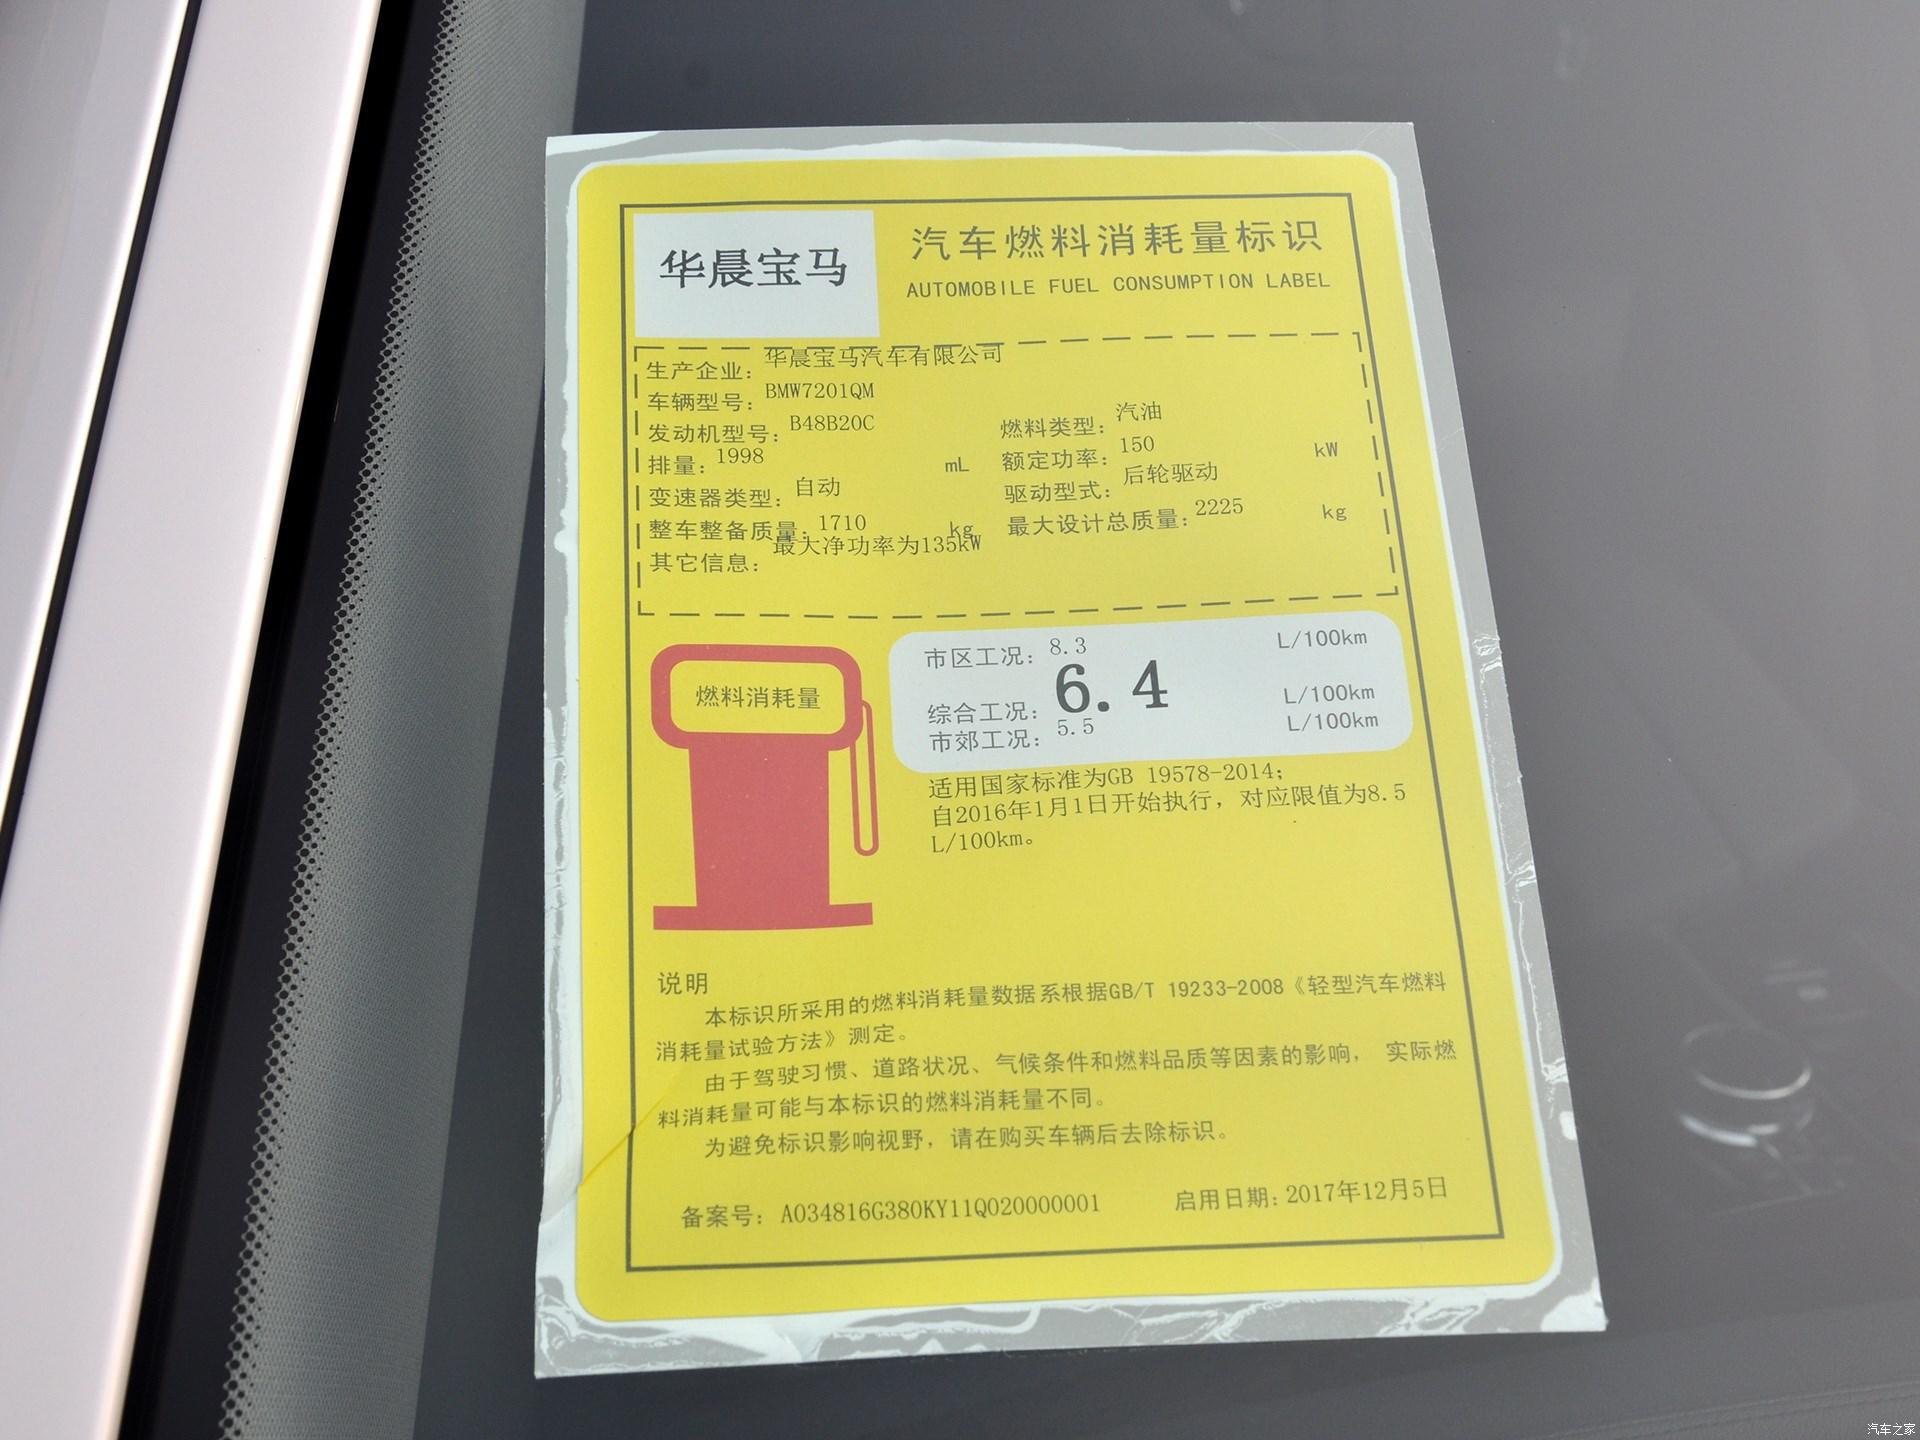 华晨宝马
汽车燃料消耗量标识
AUTOMOBILE FUEL CONSUMPTION LABEL
生产企业：华晨宝马汽车有限公司
车辆型号：BMW7201QM
发动机型号：B48B20C 燃料类型：汽油
排量：1998 mL 额定功率：150 kW
变速器类型：自动 驱动型式：后轮驱动
整车整备质量：1710 kg 最大设计总质量：2225 kg
其它信息：最大净功率为135kW
燃料消耗量
市区工况：8.3 L/100km
综合工况：6.4 L/100km
市郊工况：5.5 L/100km
适用国家标准为GB 19578-2014；
自2016年1月1日开始执行，对应限值为8.5
L/100km。
说明
本标识所采用的燃料消耗量数据系根据GB/T 19233-2008《轻型汽车燃料
消耗量试验方法》测定。
由于驾驶习惯、道路状况、气候条件和燃料品质等因素的影响， 实际燃
料消耗量可能与本标识的燃料消耗量不同。
为避免标识影响视野，请在购买车辆后去除标识。
备案号：A034816G380KY11Q020000001 启用日期：2017年12月5日
汽车之家